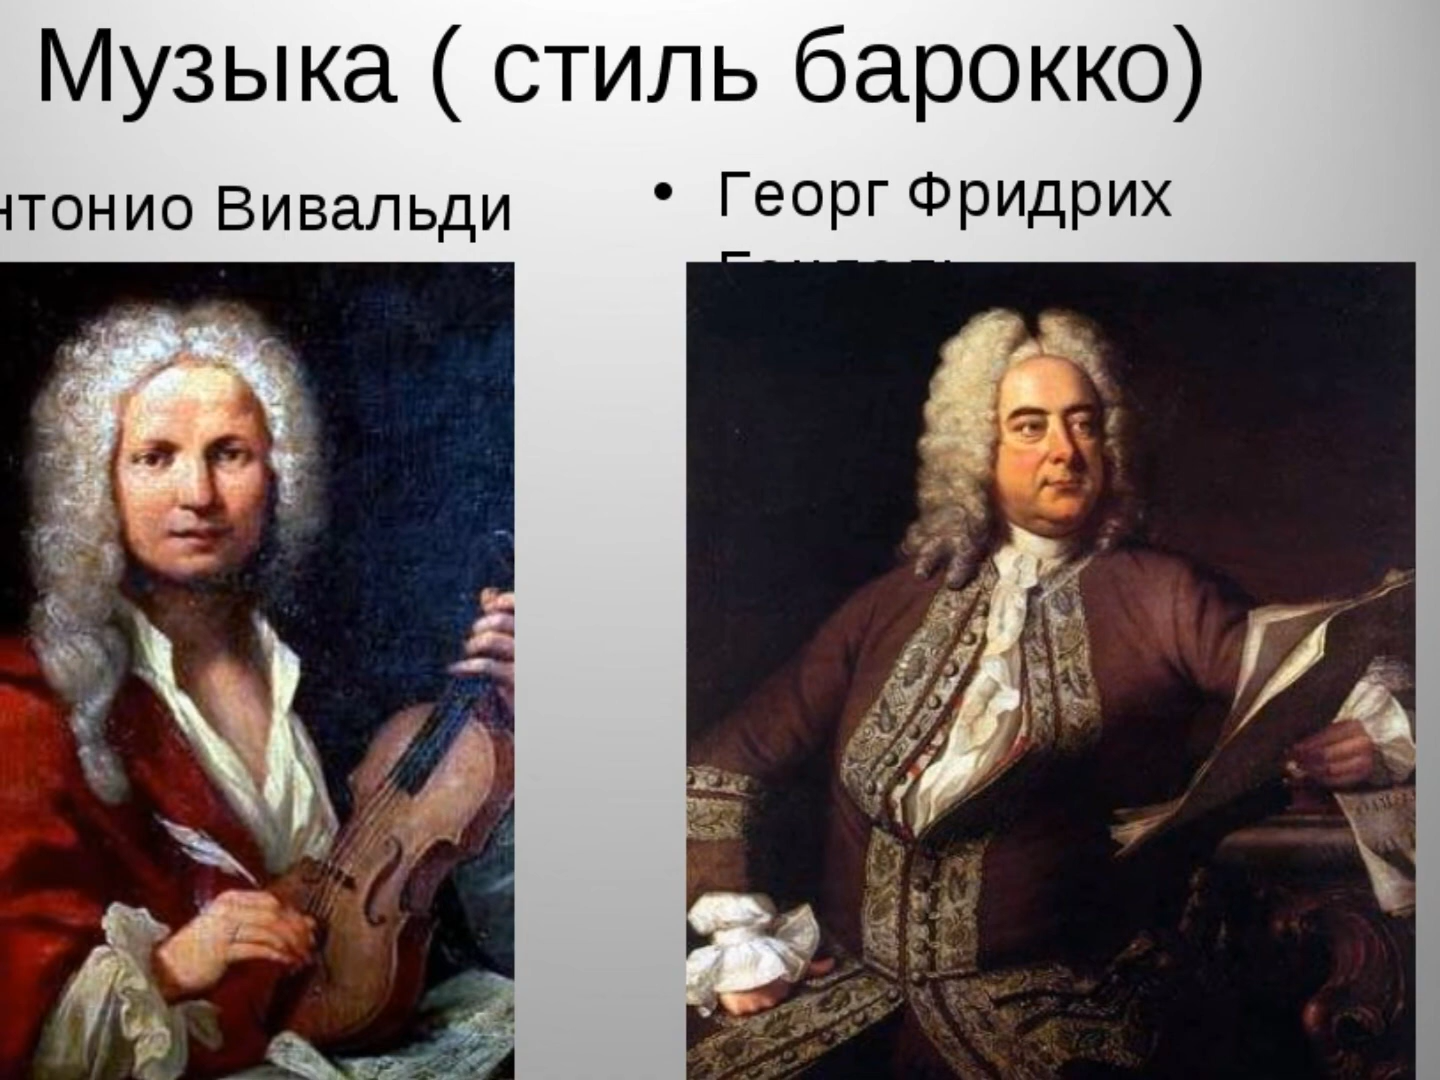 Музыка ( стиль барокко)
нтонио Вивальди
• Георг Фридрих